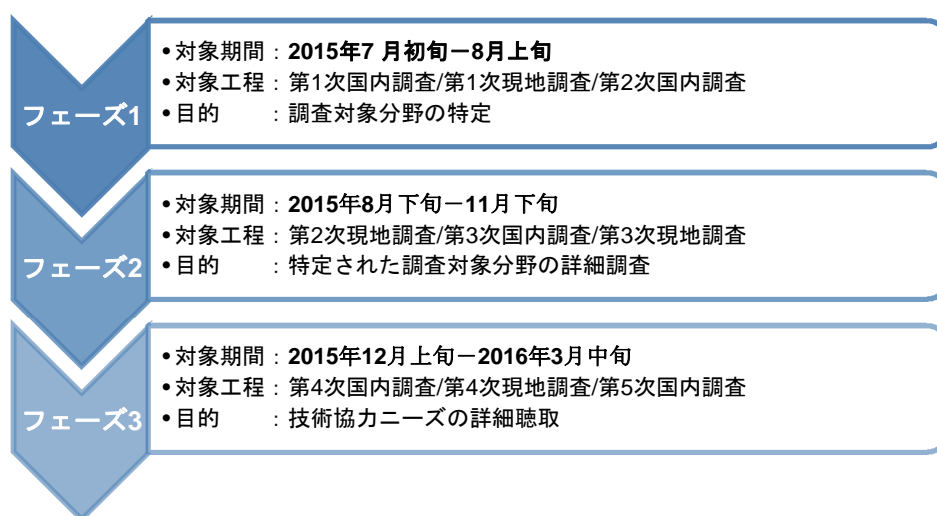 フェーズ1
•対象期間：2015年7 月初旬－8月上旬
•対象工程：第1次国内調査/第1次現地調査/第2次国内調査
•目的　　：調査対象分野の特定
フェーズ2
•対象期間：2015年8月下旬－11月下旬
•対象工程：第2次現地調査/第3次国内調査/第3次現地調査
•目的　　：特定された調査対象分野の詳細調査
フェーズ3
•対象期間：2015年12月上旬－2016年3月中旬
•対象工程：第4次国内調査/第4次現地調査/第5次国内調査
•目的　　：技術協力ニーズの詳細聴取